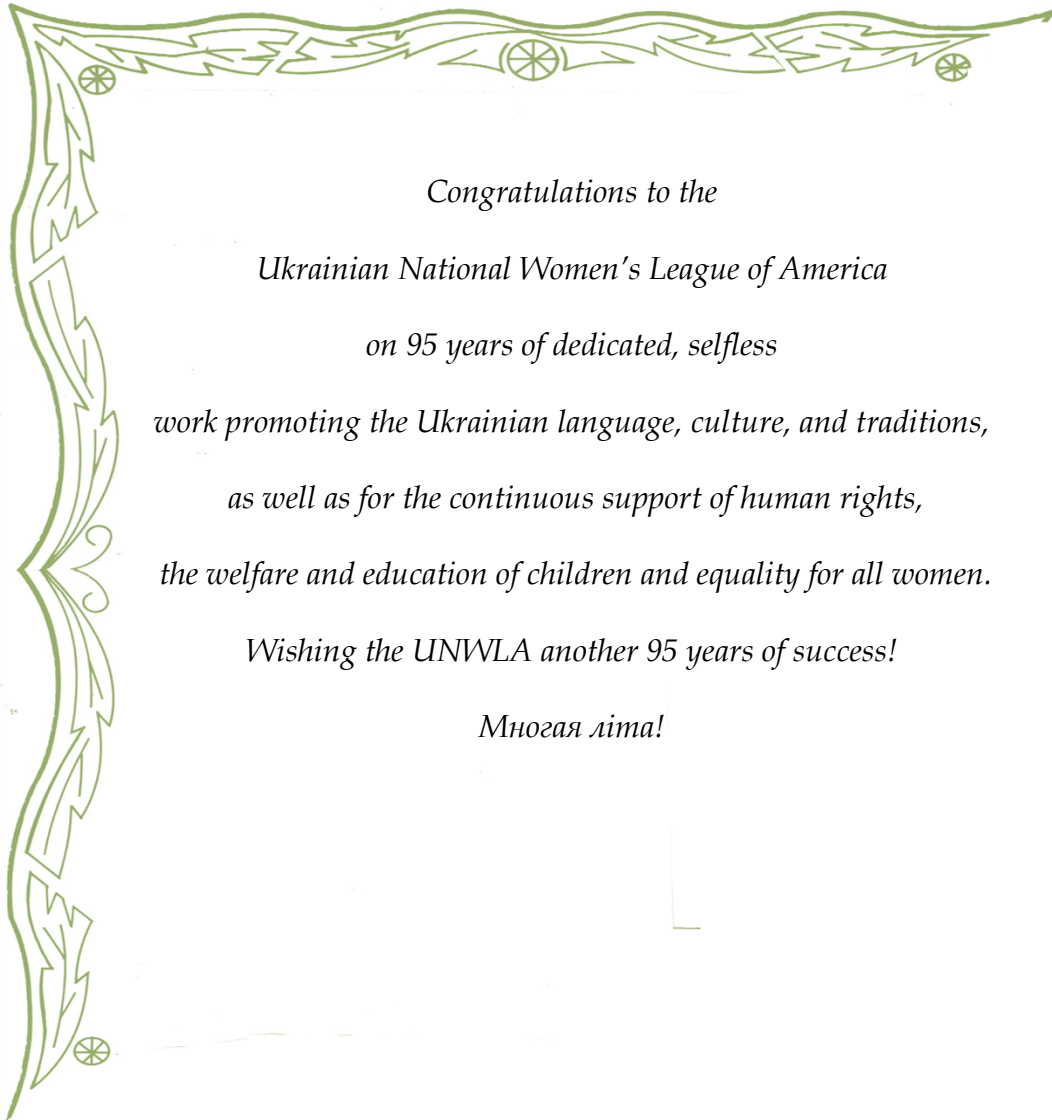 Congratulations to the
Ukrainian National Women's League of America
on 95 years of dedicated, selfless
work promoting the Ukrainian language, culture, and traditions,
as well as for the continuous support of human rights,
the welfare and education of children and equality for all women.
Wishing the UNWLA another 95 years of success!
Многая літа!